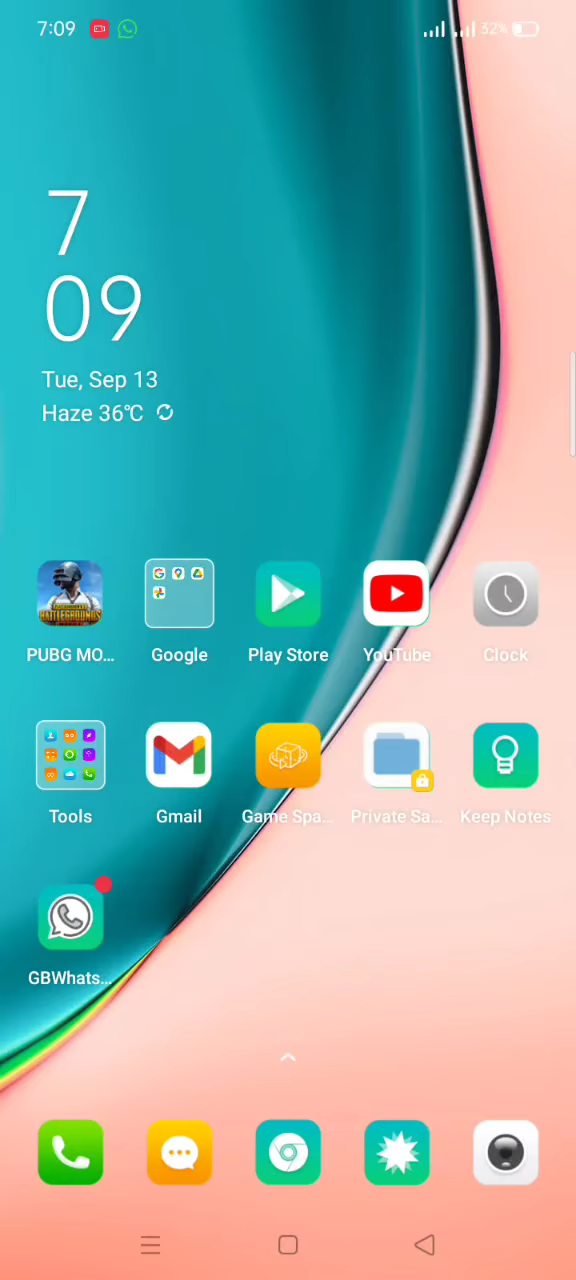 7:09
32%
7
09
Tue, Sep 13
Haze 36℃
PUBG MO...
Google
Play Store
YouTube
Clock
Tools
Gmail
Game Spa...
Private Sa...
Keep Notes
GBWhats...